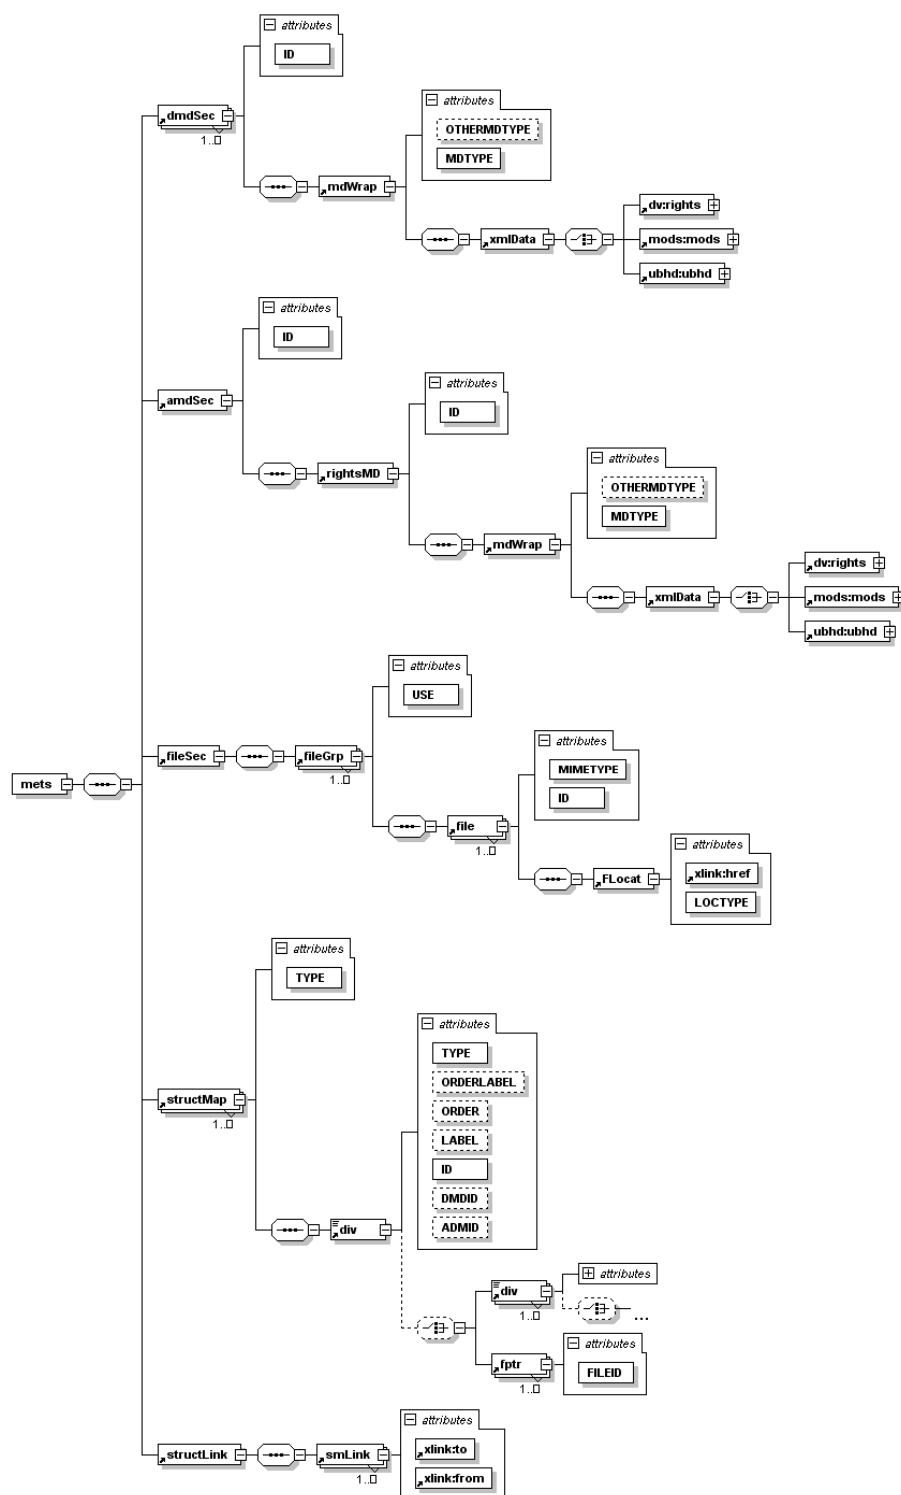 attributes
ID
dmdSec
1..
attributes
OTHERMDTYPE
MDTYPE
mdWrap
dv:rights
xmlData
mods:mods
ubhd:ubhd
attributes
ID
amdSec
attributes
ID
rightsMD
attributes
OTHERMDTYPE
MDTYPE
mdWrap
dv:rights
xmlData
mods:mods
ubhd:ubhd
attributes
USE
fileSec
fileGrp
1..
mets
attributes
MIMETYPE
ID
file
1..
attributes
FLocat
xlink:href
LOCTYPE
attributes
TYPE
structMap
1..
attributes
TYPE
ORDERLABEL
ORDER
LABEL
ID
DMDID
ADMID
div
attributes
div
1..
...
attributes
fptr
FILEID
1..
attributes
structLink
smLink
xlink:to
1..
xlink:from